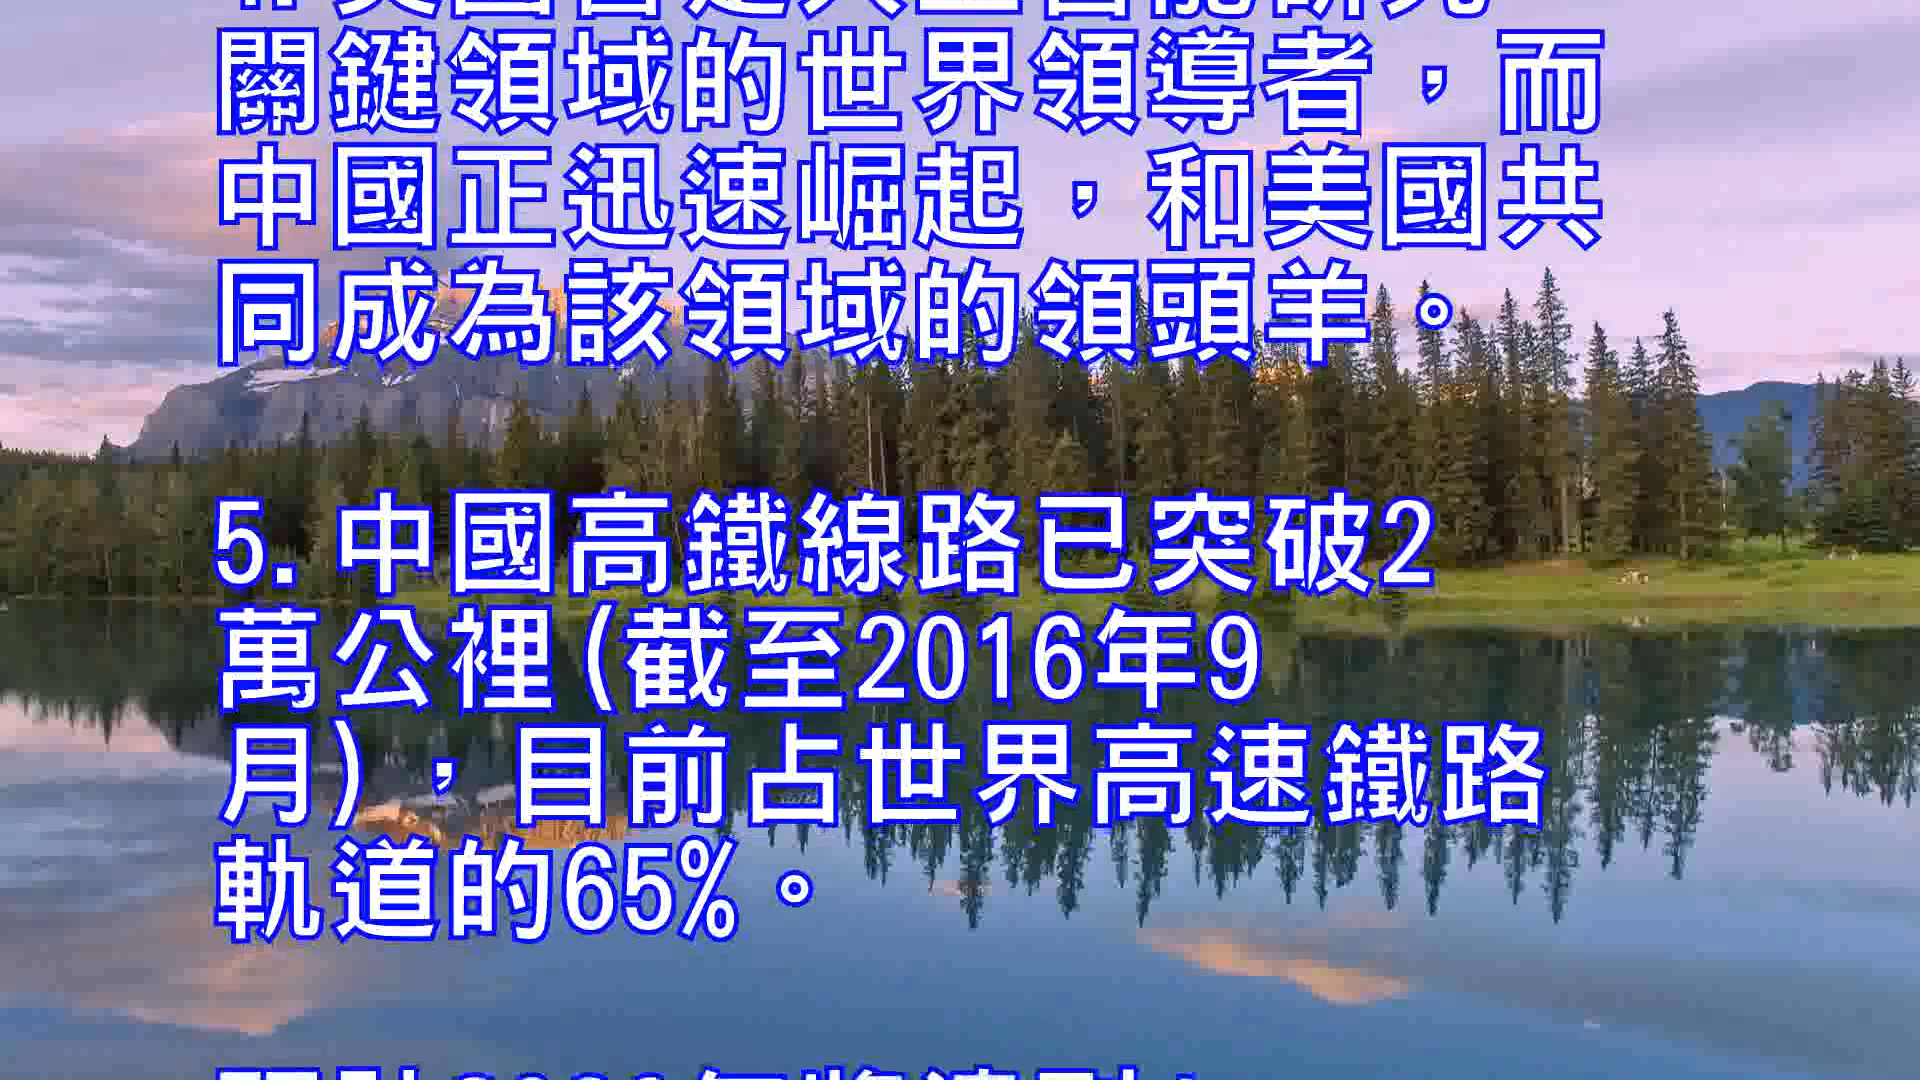 關鍵領域的世界領導者，而
中國正迅速崛起，和美國共
同成為該領域的領頭羊。
5.中國高鐵線路已突破2
萬公裡(截至2016年9
月)，目前占世界高速鐵路
軌道的65%。